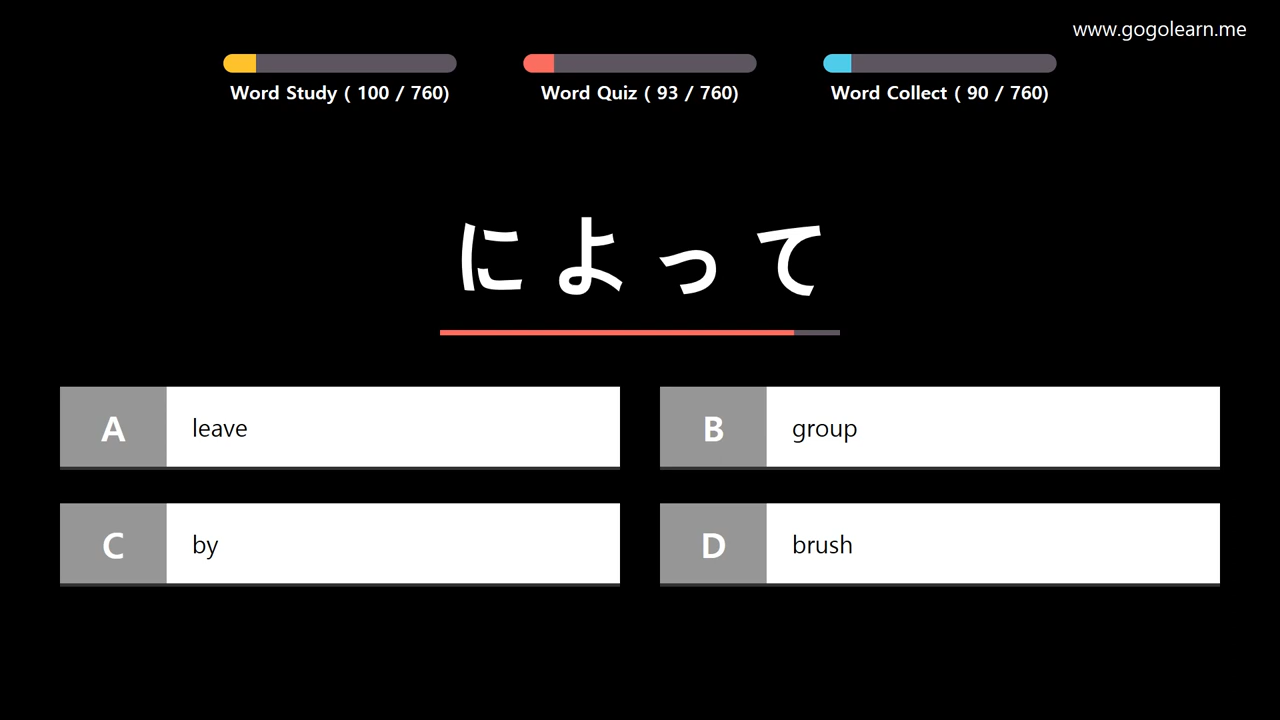 www.gogolearn.me
Word Study ( 100 / 760)
Word Quiz ( 93 / 760)
Word Collect ( 90 / 760)
によって
A leave
B group
C by
D brush